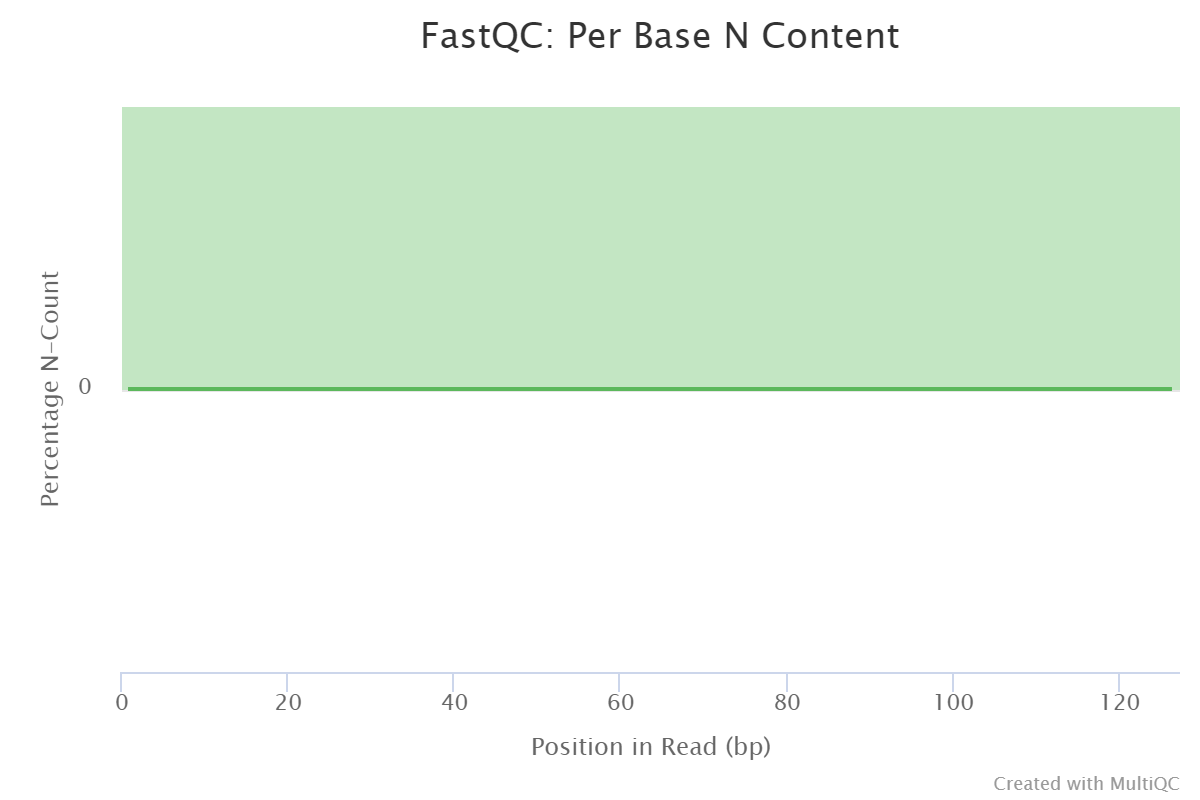 FastQC: Per Base N Content
Percentage N-Count
0
0 20 40 60 80 100 120
Position in Read (bp)
Created with MultiQC